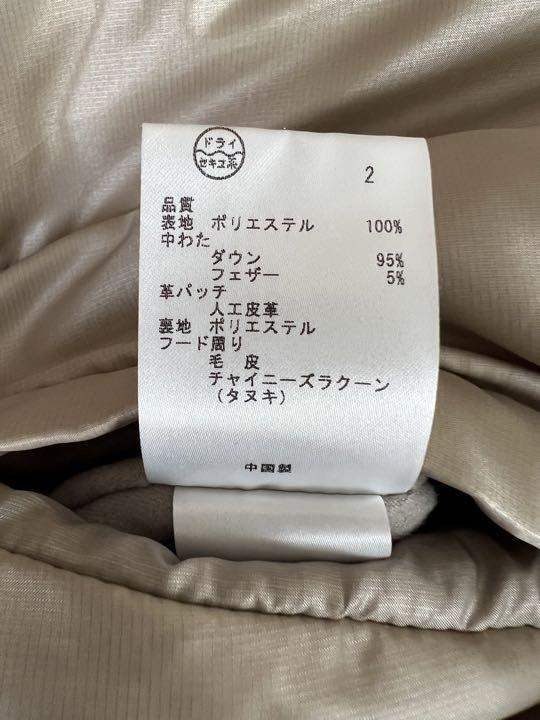 ドライ
セキユ系
2
品質
表地 ポリエステル 100%
中わた
ダウン 95%
フェザー 5%
革パッチ
人工皮革
裏地 ポリエステル
フード周り
毛 皮
チャイニーズラクーン
(タヌキ)
中国製